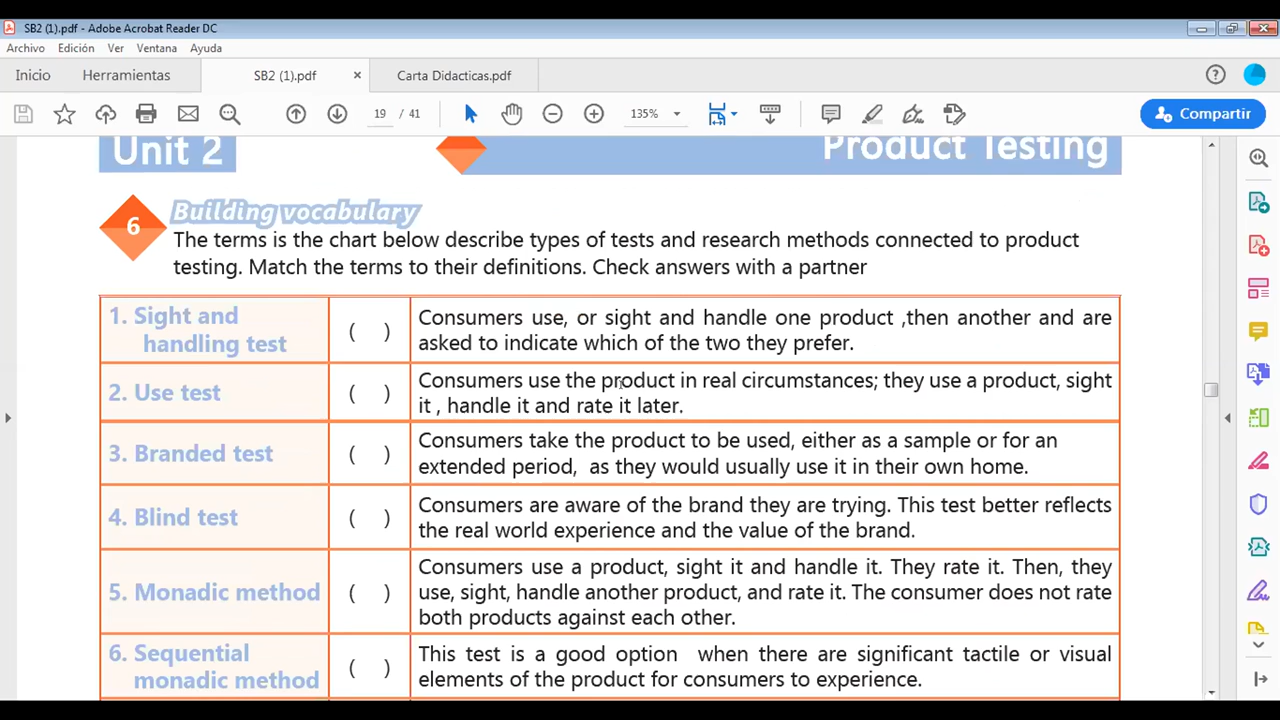 SB2 (1).pdf - Adobe Acrobat Reader DC
Archivo Edición Ver Ventana Ayuda
Inicio Herramientas SB2 (1).pdf × Carta Didacticas.pdf
19 / 41 135% Compartir
Unit 2 Product Testing
6 Building vocabulary
The terms is the chart below describe types of tests and research methods connected to product
testing. Match the terms to their definitions. Check answers with a partner
1. Sight and
handling test
( )
Consumers use, or sight and handle one product ,then another and are
asked to indicate which of the two they prefer.
2. Use test
( )
Consumers use the product in real circumstances; they use a product, sight
it , handle it and rate it later.
3. Branded test
( )
Consumers take the product to be used, either as a sample or for an
extended period, as they would usually use it in their own home.
4. Blind test
( )
Consumers are aware of the brand they are trying. This test better reflects
the real world experience and the value of the brand.
5. Monadic method
( )
Consumers use a product, sight it and handle it. They rate it. Then, they
use, sight, handle another product, and rate it. The consumer does not rate
both products against each other.
6. Sequential
monadic method
( )
This test is a good option when there are significant tactile or visual
elements of the product for consumers to experience.